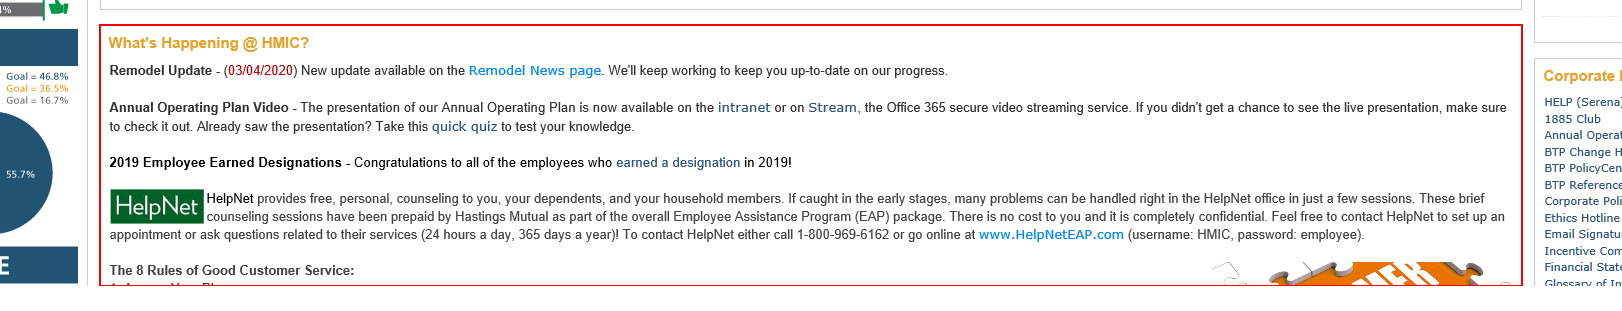 4%
Goal = 46.8%
Goal = 36.5%
Goal = 16.7%
55.7%
E
What's Happening @ HMIC?
Remodel Update - (03/04/2020) New update available on the Remodel News page. We'll keep working to keep you up-to-date on our progress.
Annual Operating Plan Video - The presentation of our Annual Operating Plan is now available on the intranet or on Stream, the Office 365 secure video streaming service. If you didn't get a chance to see the live presentation, make sure
to check it out. Already saw the presentation? Take this quick quiz to test your knowledge.
2019 Employee Earned Designations - Congratulations to all of the employees who earned a designation in 2019!
HelpNet
HelpNet provides free, personal, counseling to you, your dependents, and your household members. If caught in the early stages, many problems can be handled right in the HelpNet office in just a few sessions. These brief
counseling sessions have been prepaid by Hastings Mutual as part of the overall Employee Assistance Program (EAP) package. There is no cost to you and it is completely confidential. Feel free to contact HelpNet to set up an
appointment or ask questions related to their services (24 hours a day, 365 days a year)! To contact HelpNet either call 1-800-969-6162 or go online at www.HelpNetEAP.com (username: HMIC, password: employee).
The 8 Rules of Good Customer Service:
Corporate
HELP (Serena)
1885 Club
Annual Operat
BTP Change H
BTP PolicyCen
BTP Reference
Corporate Poli
Ethics Hotline
Email Signatu
Incentive Com
Financial State
Glossary of In